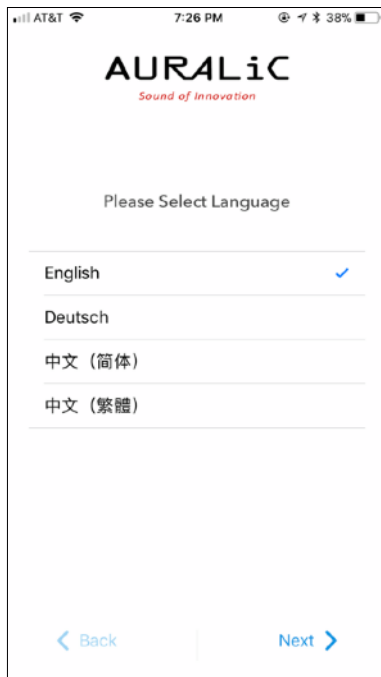 AT&T 7:26 PM 38%
AURALiC
Sound of Innovation
Please Select Language
English
Deutsch
中文（简体）
中文（繁體）
Back Next